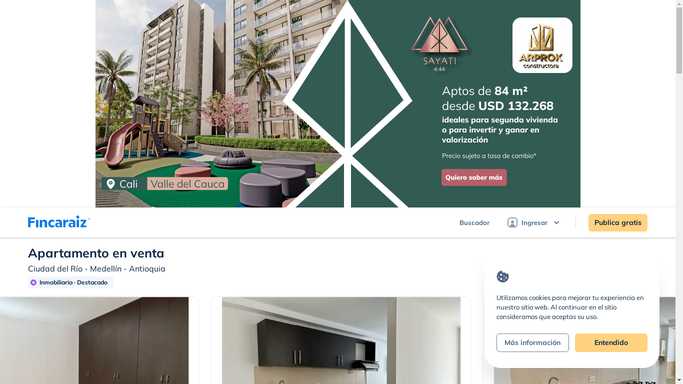 SAYATI
4:44
ARPROK
constructora
Aptos de 84 m²
desde USD 132.268
ideales para segunda vivienda
o para invertir y ganar en
valorización
Precio sujeto a tasa de cambio*
Quiero saber más
Cali Valle del Cauca
Fincaraiz
Buscador
Ingresar
Publica gratis
Apartamento en venta
Ciudad del Río - Medellín - Antioquia
Inmobiliaria - Destacado
Utilizamos cookies para mejorar tu experiencia en
nuestro sitio web. Al continuar en el sitio
consideramos que aceptas su uso.
Más información
Entendido